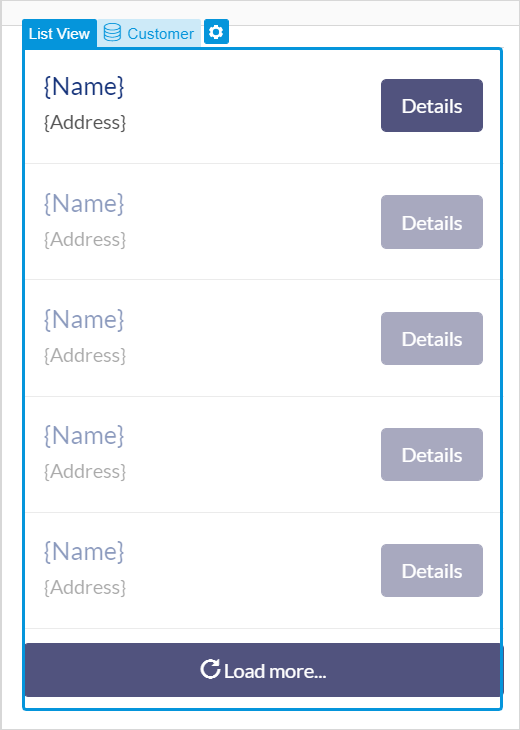 List View Customer
{Name}
{Address}
Details
{Name}
{Address}
Details
{Name}
{Address}
Details
{Name}
{Address}
Details
{Name}
{Address}
Details
Load more...